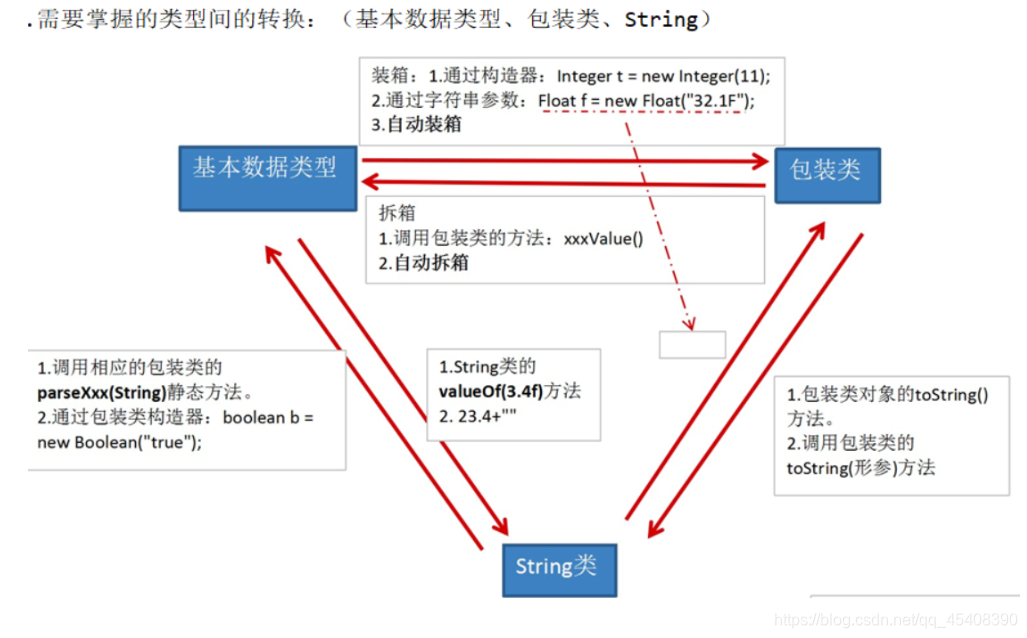 .需要掌握的类型间的转换：（基本数据类型、包装类、String）
装箱：1.通过构造器：Integer t = new Integer(11);
2.通过字符串参数：Float f = new Float("32.1F");
3.自动装箱
基本数据类型
包装类
拆箱
1.调用包装类的方法：xxxValue()
2.自动拆箱
1.调用相应的包装类的
parseXxx(String)静态方法。
2.通过包装类构造器：boolean b =
new Boolean("true");
1.String类的
valueOf(3.4f)方法
2. 23.4+""
1.包装类对象的toString()
方法。
2.调用包装类的
toString(形参)方法
String类
https://blog.csdn.net/qq_45408390